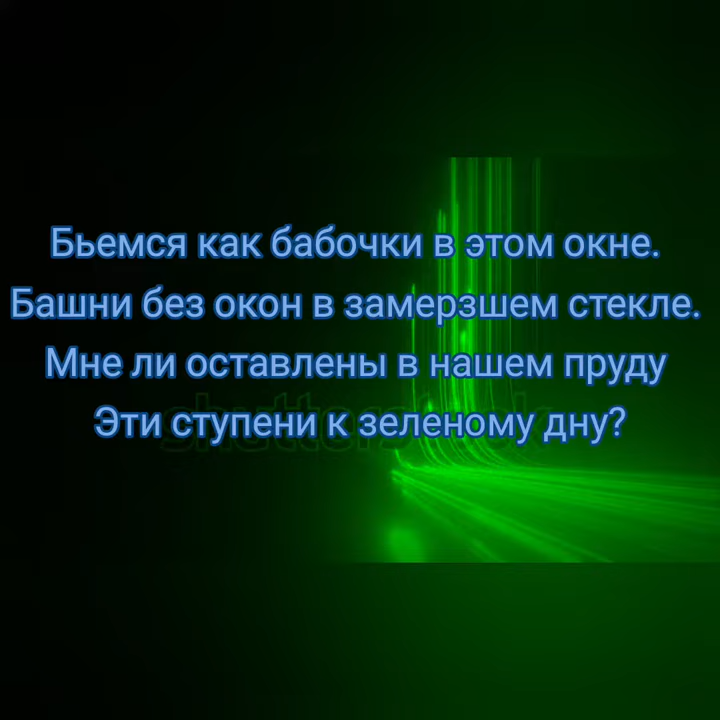 Бьемся как бабочки в этом окне.
Башни без окон в замерзшем стекле.
Мне ли оставлены в нашем пруду
Эти ступени к зеленому дну?
shutterstock